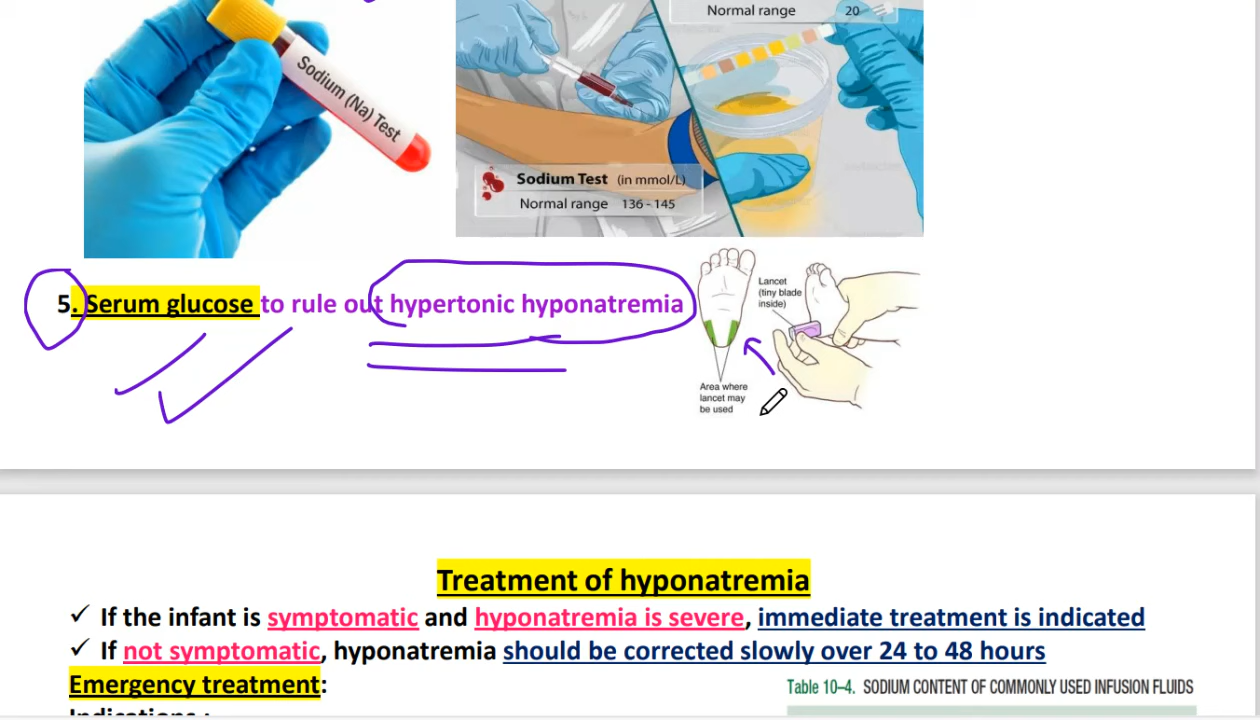 Normal range 20
Sodium (Na) Test
Sodium Test (in mmol/L)
Normal range 136 - 145
5. Serum glucose to rule out hypertonic hyponatremia
Lancet
(tiny blade
inside)
Area where
lancet may
be used
Treatment of hyponatremia
✓ If the infant is symptomatic and hyponatremia is severe, immediate treatment is indicated
✓ If not symptomatic, hyponatremia should be corrected slowly over 24 to 48 hours
Emergency treatment:
Table 10–4. SODIUM CONTENT OF COMMONLY USED INFUSION FLUIDS
Indications :